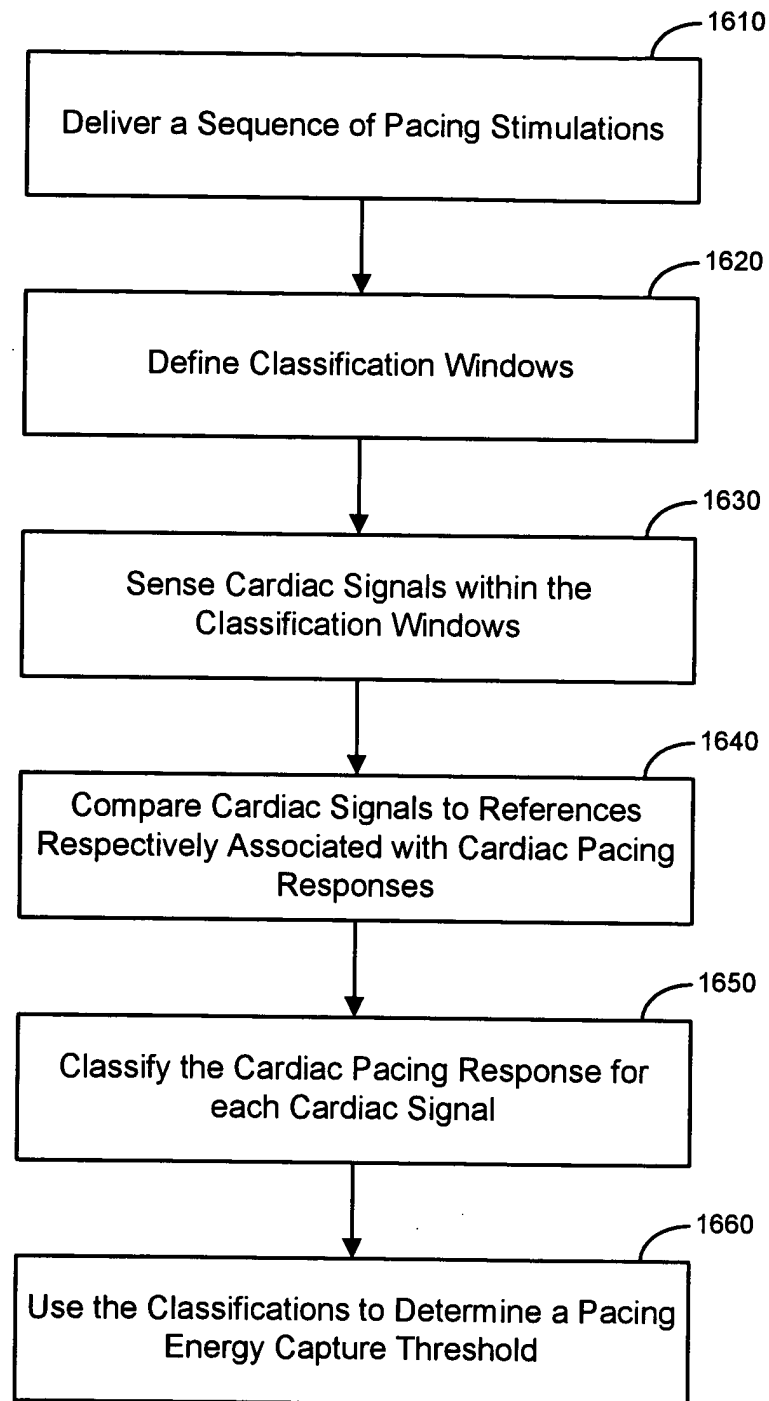 1610
Deliver a Sequence of Pacing Stimulations
1620
Define Classification Windows
1630
Sense Cardiac Signals within the
Classification Windows
1640
Compare Cardiac Signals to References
Respectively Associated with Cardiac Pacing
Responses
1650
Classify the Cardiac Pacing Response for
each Cardiac Signal
1660
Use the Classifications to Determine a Pacing
Energy Capture Threshold